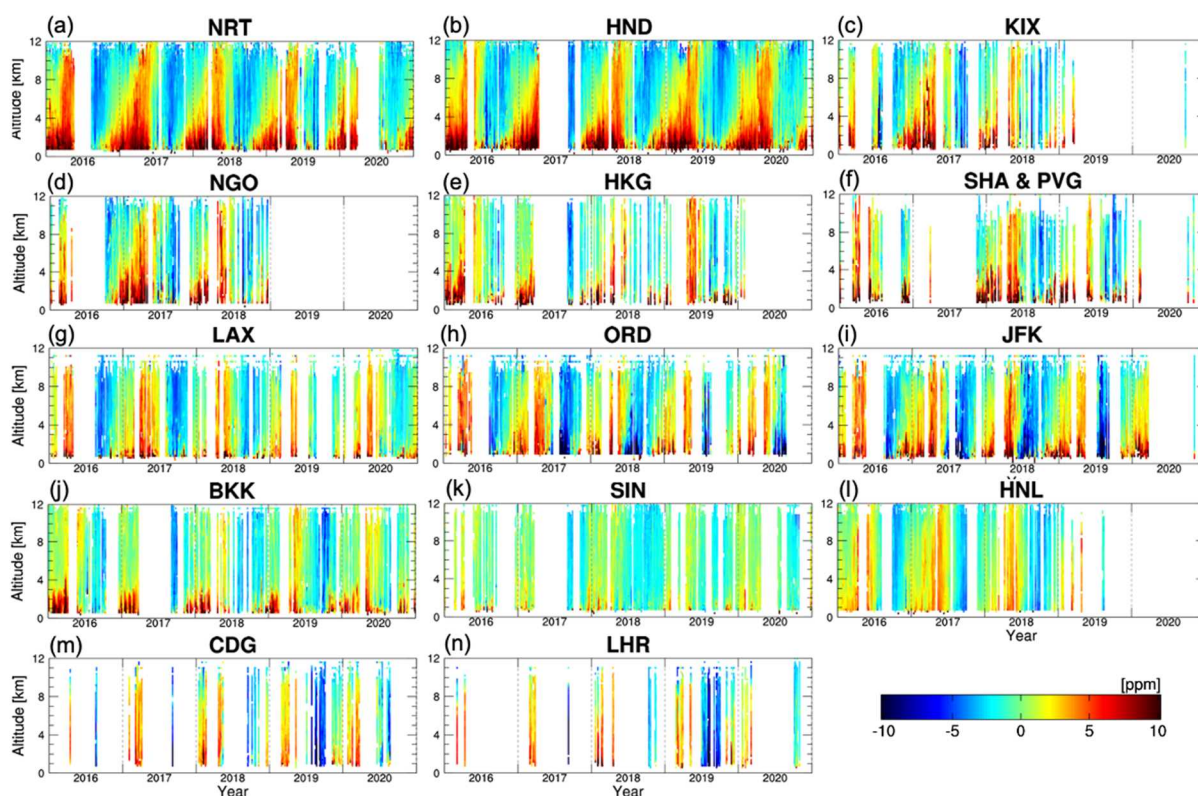 (a) NRT (b) HND (c) KIX
Altitude [km]
12
8
4
0
2016 2017 2018 2019 2020
12
8
4
0
2016 2017 2018 2019 2020
12
8
4
0
2016 2017 2018 2019 2020
(d) NGO (e) HKG (f) SHA & PVG
Altitude [km]
12
8
4
0
2016 2017 2018 2019 2020
12
8
4
0
2016 2017 2018 2019 2020
12
8
4
0
2016 2017 2018 2019 2020
(g) LAX (h) ORD (i) JFK
Altitude [km]
12
8
4
0
2016 2017 2018 2019 2020
12
8
4
0
2016 2017 2018 2019 2020
12
8
4
0
2016 2017 2018 2019 2020
(j) BKK (k) SIN (l) HNL
Altitude [km]
12
8
4
0
2016 2017 2018 2019 2020
12
8
4
0
2016 2017 2018 2019 2020
12
8
4
0
2016 2017 2018 2019 2020
Year
(m) CDG (n) LHR
Altitude [km]
12
8
4
0
2016 2017 2018 2019 2020
Year
12
8
4
0
2016 2017 2018 2019 2020
Year
[ppm]
-10 -5 0 5 10